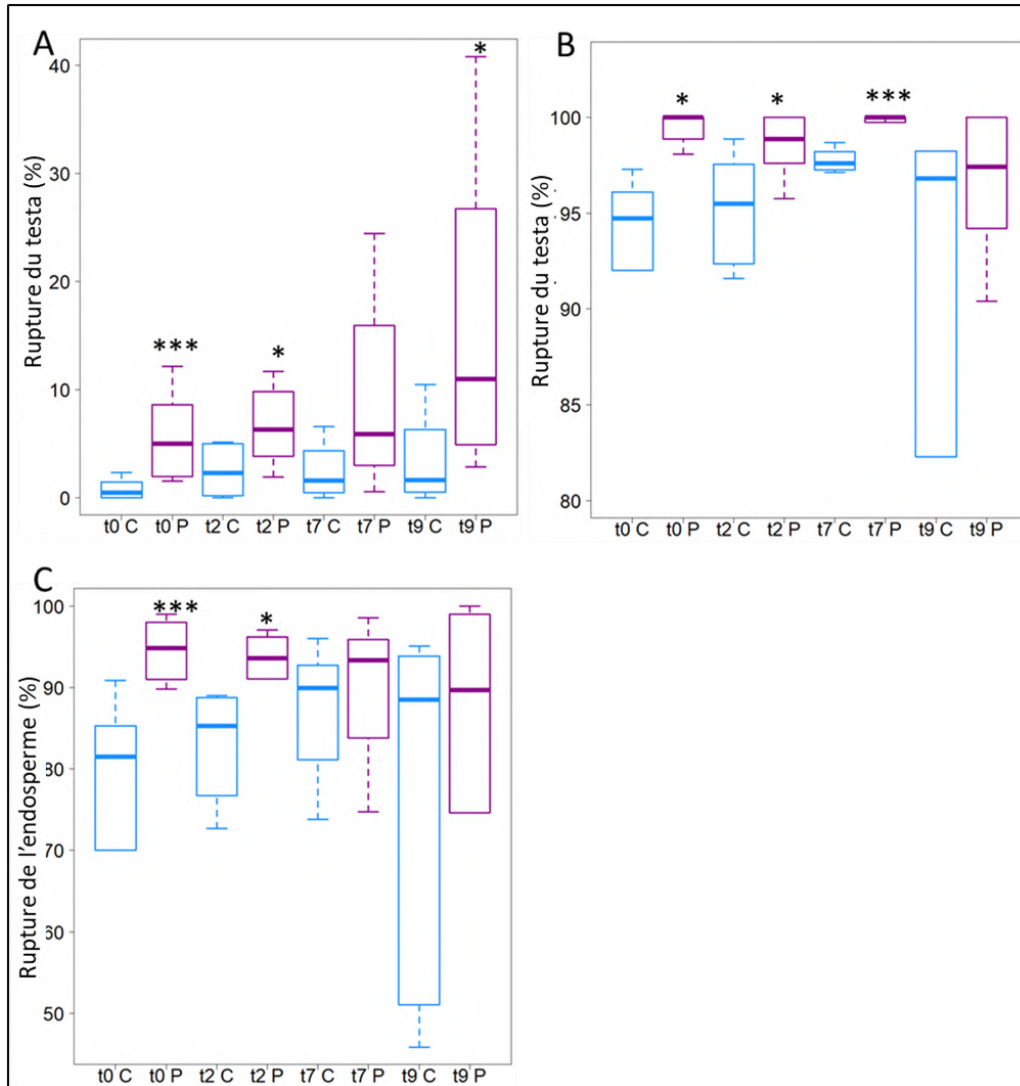 A
Rupture du testa (%)
40
30
20
10
0
***
*
*
t0 C t0 P t2 C t2 P t7 C t7 P t9 C t9 P
B
Rupture du testa (%)
100
95
90
85
80
*
*
***
t0 C t0 P t2 C t2 P t7 C t7 P t9 C t9 P
C
Rupture de l'endosperme (%)
100
90
80
70
60
50
***
*
t0 C t0 P t2 C t2 P t7 C t7 P t9 C t9 P